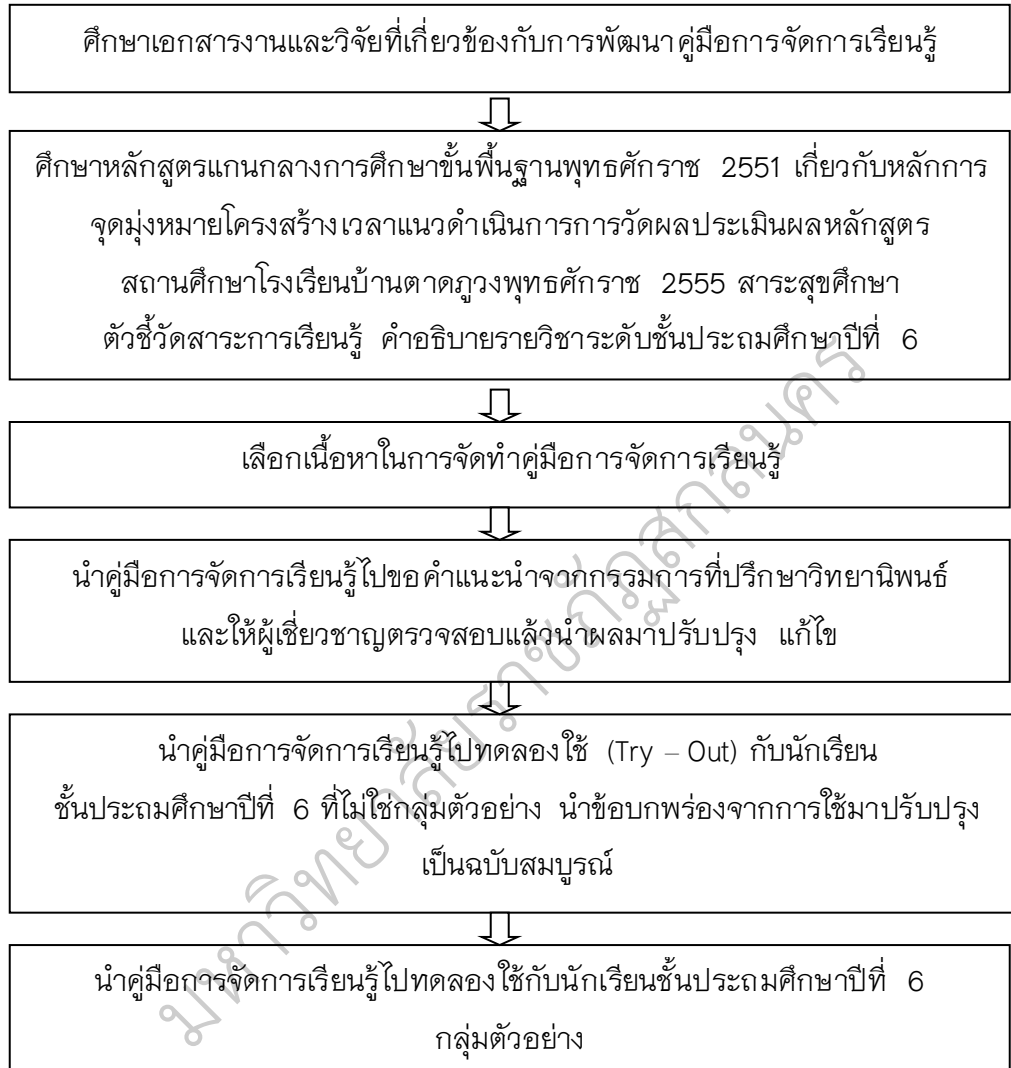 ศึกษาเอกสารงานและวิจัยที่เกี่ยวข้องกับการพัฒนาคู่มือการจัดการเรียนรู้
ศึกษาหลักสูตรแกนกลางการศึกษาขั้นพื้นฐานพุทธศักราช 2551 เกี่ยวกับหลักการ
จุดมุ่งหมายโครงสร้างเวลาแนวดำเนินการการวัดผลประเมินผลหลักสูตร
สถานศึกษาโรงเรียนบ้านตาดภูวงพุทธศักราช 2555 สาระสุขศึกษา
ตัวชี้วัดสาระการเรียนรู้ คำอธิบายรายวิชาระดับชั้นประถมศึกษาปีที่ 6
เลือกเนื้อหาในการจัดทำคู่มือการจัดการเรียนรู้
นำคู่มือการจัดการเรียนรู้ไปขอคำแนะนำจากกรรมการที่ปรึกษาวิทยานิพนธ์
และให้ผู้เชี่ยวชาญตรวจสอบแล้วนำผลมาปรับปรุง แก้ไข
นำคู่มือการจัดการเรียนรู้ไปทดลองใช้ (Try – Out) กับนักเรียน
ชั้นประถมศึกษาปีที่ 6 ที่ไม่ใช่กลุ่มตัวอย่าง นำข้อบกพร่องจากการใช้มาปรับปรุง
เป็นฉบับสมบูรณ์
นำคู่มือการจัดการเรียนรู้ไปทดลองใช้กับนักเรียนชั้นประถมศึกษาปีที่ 6
กลุ่มตัวอย่าง
มหาวิทยาลัยราชภัฏสกลนคร